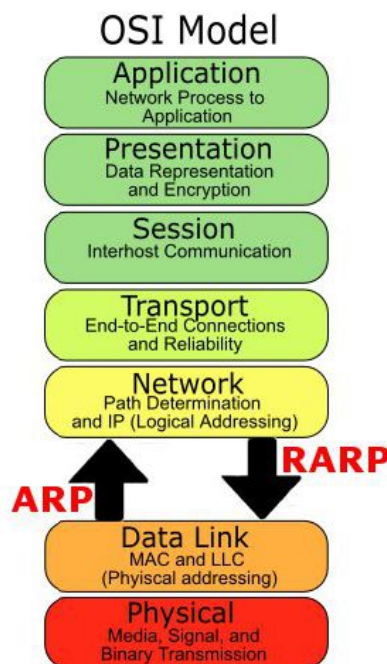 OSI Model
Application
Network Process to
Application
Presentation
Data Representation
and Encryption
Session
Interhost Communication
Transport
End-to-End Connections
and Reliability
Network
Path Determination
and IP (Logical Addressing)
RARP
ARP
Data Link
MAC and LLC
(Phyiscal addressing)
Physical
Media, Signal, and
Binary Transmission